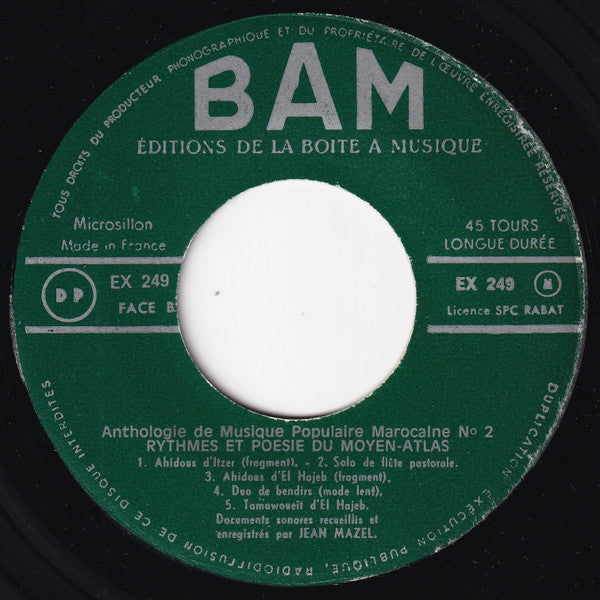 TOUS DROITS DU PRODUCTEUR PHONOGRAPHIQUE ET DU PROPRIÉTAIRE DE L'ŒUVRE ENREGISTRÉE RÉSERVÉS
BAM
ÉDITIONS DE LA BOITE A MUSIQUE
Microsillon
Made in France
45 TOURS
LONGUE DURÉE
DP
EX 249
FACE B
EX 249
M
Licence SPC RABAT
Anthologie de Musique Populaire Marocaine No 2
RYTHMES ET POESIE DU MOYEN-ATLAS
1. Ahidous d'Itzer (fragment). - 2. Solo de flûte pastorale.
3. Ahidous d'El Hajeb (fragment).
4. Duo de bendirs (mode lent).
5. Tamawoueït d'El Hajeb.
Documents sonores recueillis et
enregistrés par JEAN MAZEL.
DUPLICATION, EXÉCUTION PUBLIQUE, RADIODIFFUSION DE CE DISQUE INTERDITES